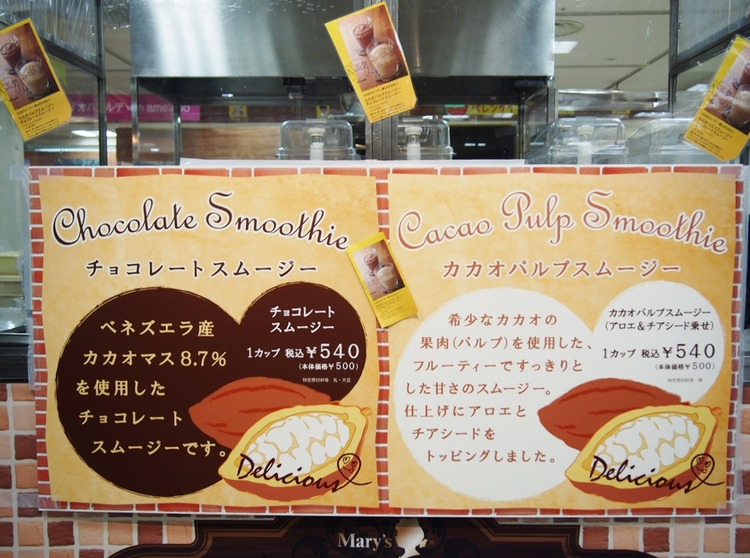 Chocolate Smoothie
チョコレートスムージー
ベネズエラ産
カカオマス8.7%
を使用した
チョコレート
スムージーです。
チョコレート
スムージー
1カップ 税込¥540
(本体価格¥500)
Delicious
Cacao Pulp Smoothie
カカオパルプスムージー
希少なカカオの
果肉(パルプ)を使用した、
フルーティーですっきりと
した甘さのスムージー。
仕上げにアロエと
チアシードを
トッピングしました。
カカオパルプスムージー
(アロエ&チアシード乗せ)
1カップ 税込¥540
(本体価格¥500)
Delicious
Mary's